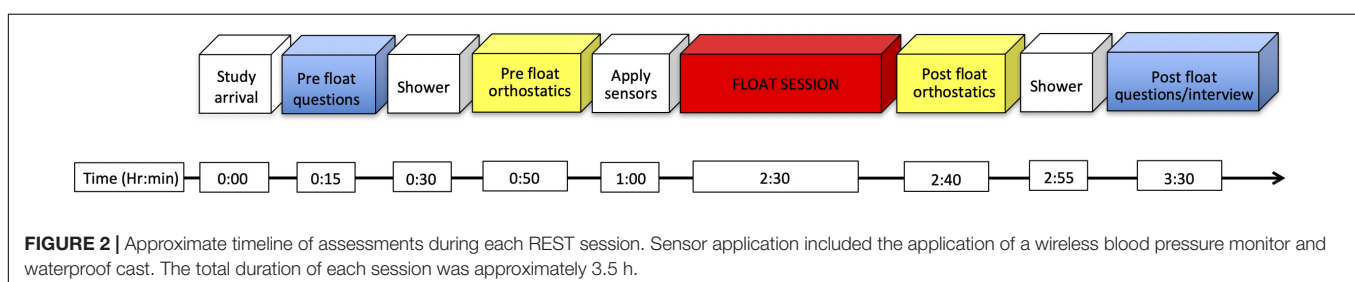 Study arrival
Pre float questions
Shower
Pre float orthostatics
Apply sensors
FLOAT SESSION
Post float orthostatics
Shower
Post float questions/interview
Time (Hr:min) 0:00 0:15 0:30 0:50 1:00 2:30 2:40 2:55 3:30
FIGURE 2 | Approximate timeline of assessments during each REST session. Sensor application included the application of a wireless blood pressure monitor and
waterproof cast. The total duration of each session was approximately 3.5 h.